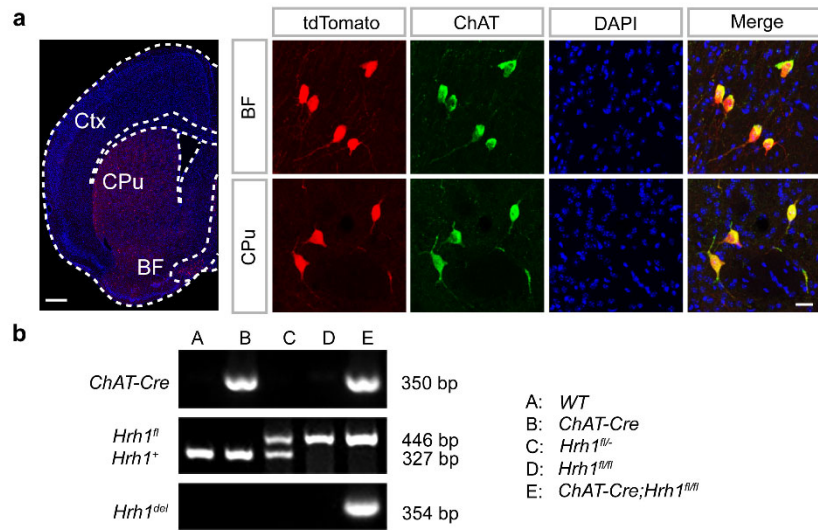 a
tdTomato ChAT DAPI Merge
Ctx
CPu
BF
BF
CPu
b
A B C D E
ChAT-Cre 350 bp
Hrh1fl 446 bp
Hrh1+ 327 bp
Hrh1del 354 bp
A: WT
B: ChAT-Cre
C: Hrh1fl/-
D: Hrh1fl/fl
E: ChAT-Cre;Hrh1fl/fl